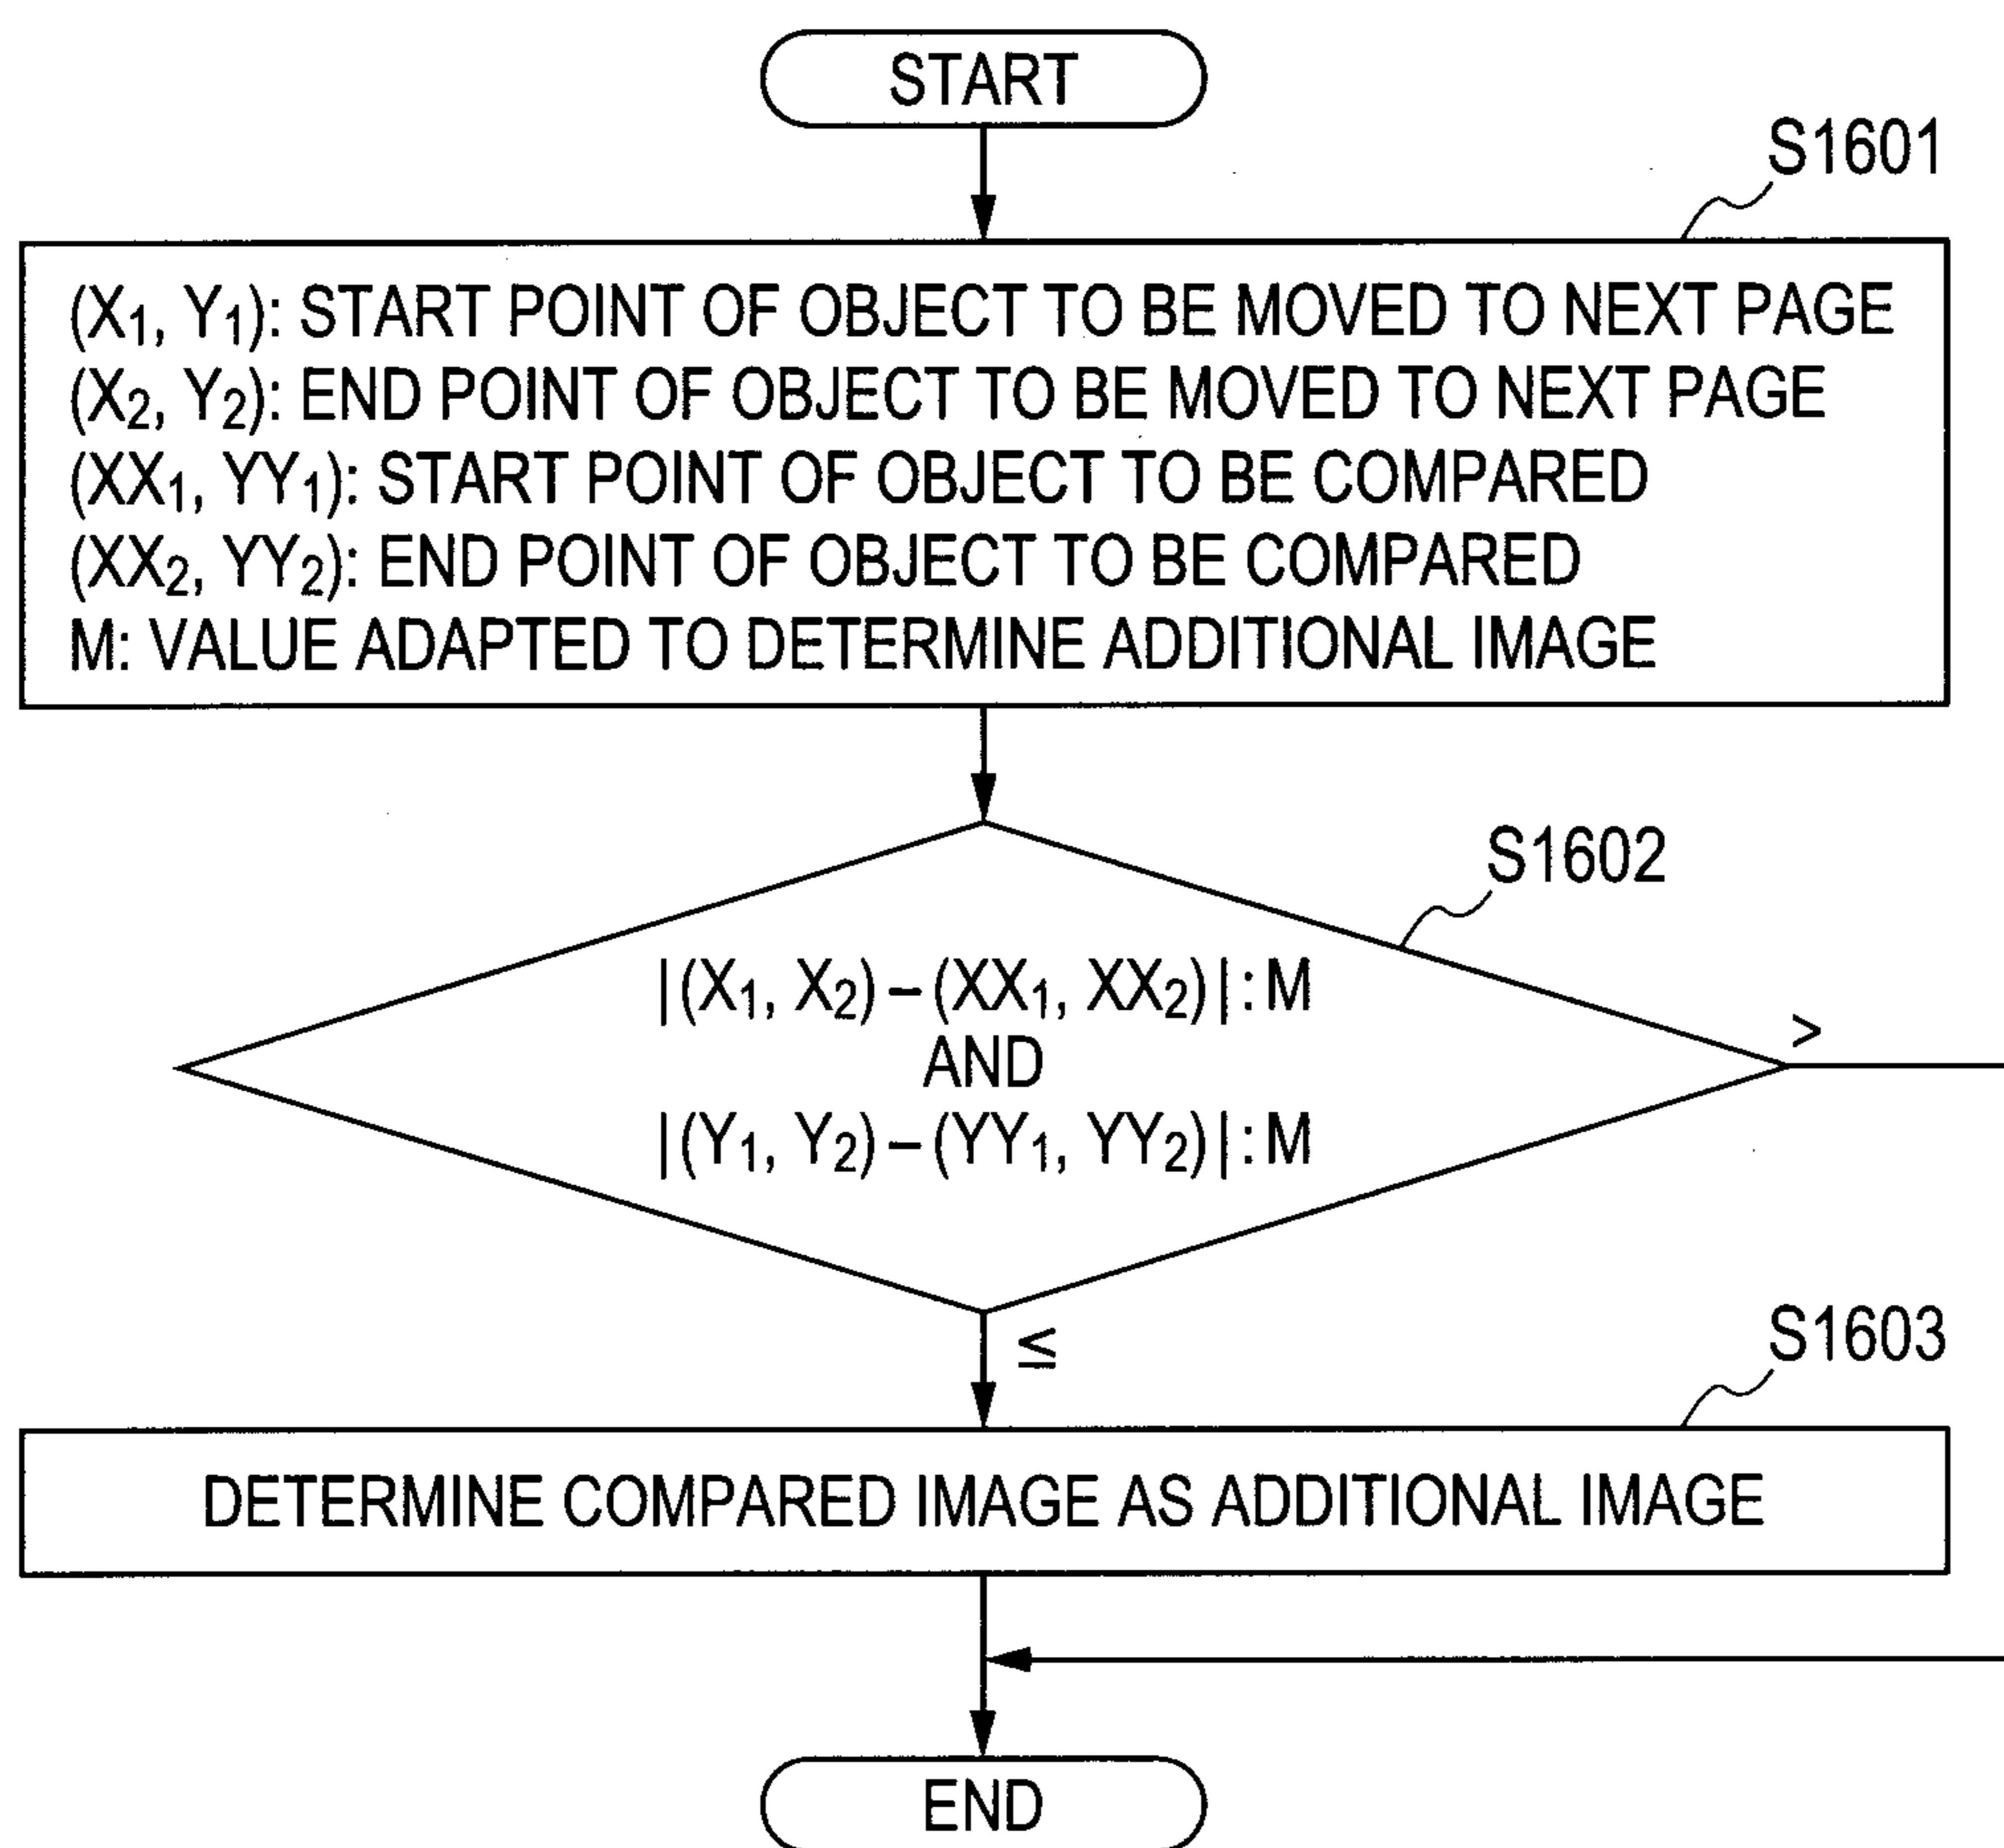 START
S1601
(X₁, Y₁): START POINT OF OBJECT TO BE MOVED TO NEXT PAGE
(X₂, Y₂): END POINT OF OBJECT TO BE MOVED TO NEXT PAGE
(XX₁, YY₁): START POINT OF OBJECT TO BE COMPARED
(XX₂, YY₂): END POINT OF OBJECT TO BE COMPARED
M: VALUE ADAPTED TO DETERMINE ADDITIONAL IMAGE
S1602
|(X₁, X₂)–(XX₁, XX₂)|:M
>
AND
|(Y₁, Y₂)–(YY₁, YY₂)|:M
≤
S1603
DETERMINE COMPARED IMAGE AS ADDITIONAL IMAGE
END